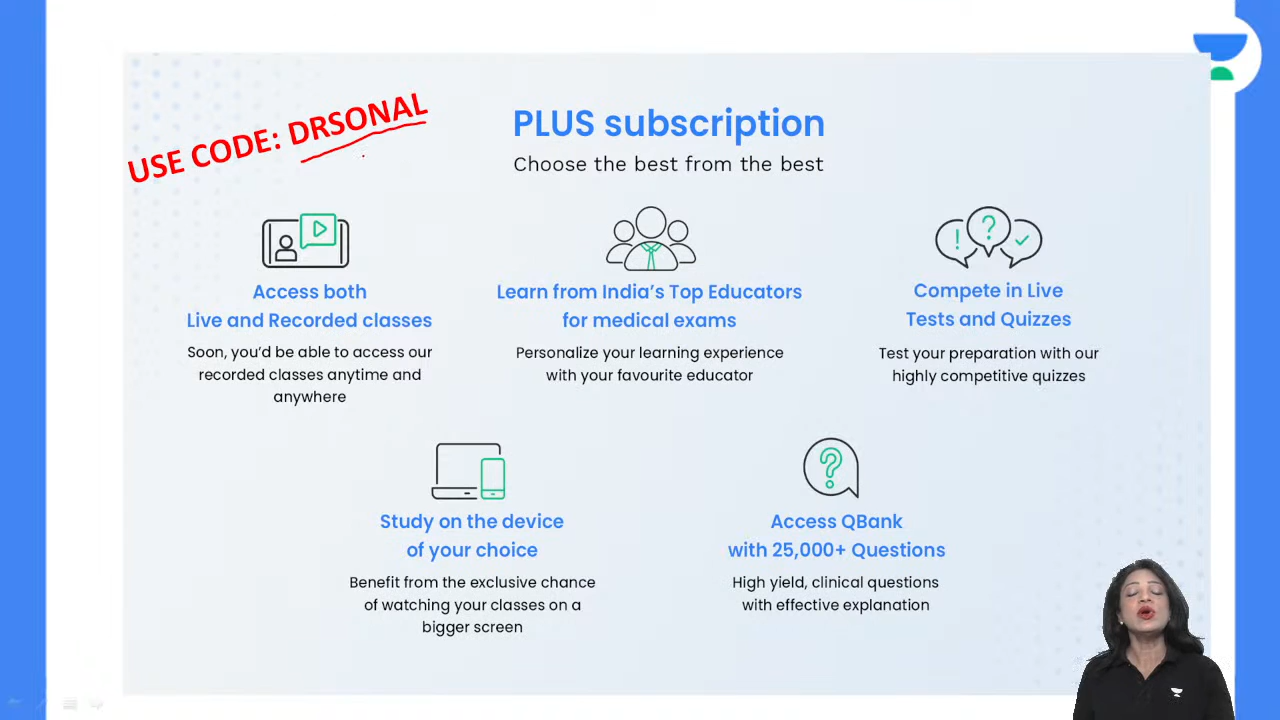 USE CODE: DRSONAL
PLUS subscription
Choose the best from the best
Access both
Live and Recorded classes
Soon, you’d be able to access our
recorded classes anytime and
anywhere
Learn from India’s Top Educators
for medical exams
Personalize your learning experience
with your favourite educator
Compete in Live
Tests and Quizzes
Test your preparation with our
highly competitive quizzes
Study on the device
of your choice
Benefit from the exclusive chance
of watching your classes on a
bigger screen
Access QBank
with 25,000+ Questions
High yield, clinical questions
with effective explanation